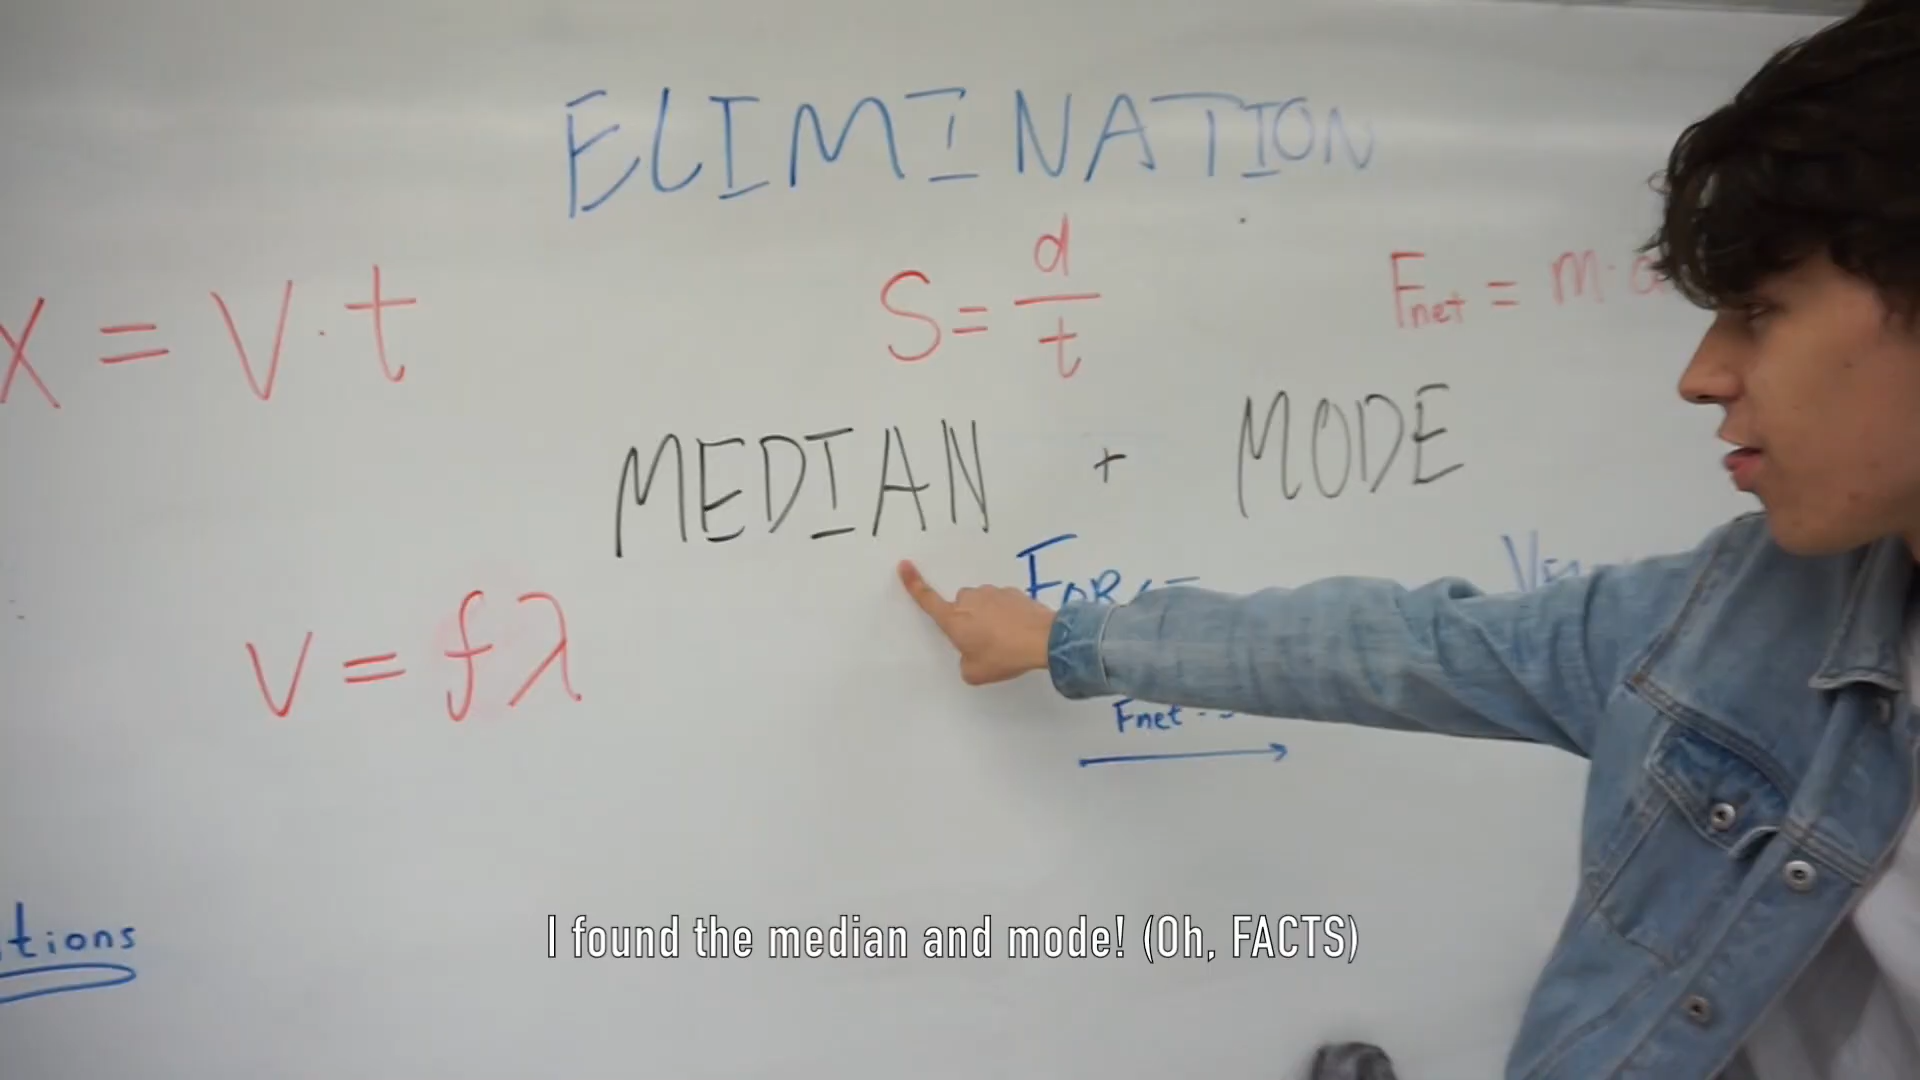 ELIMINATION
x = v · t
S = d/t
Fnet = m · a
MEDIAN + MODE
v = fλ
Fnet
tions
I found the median and mode! (Oh, FACTS)